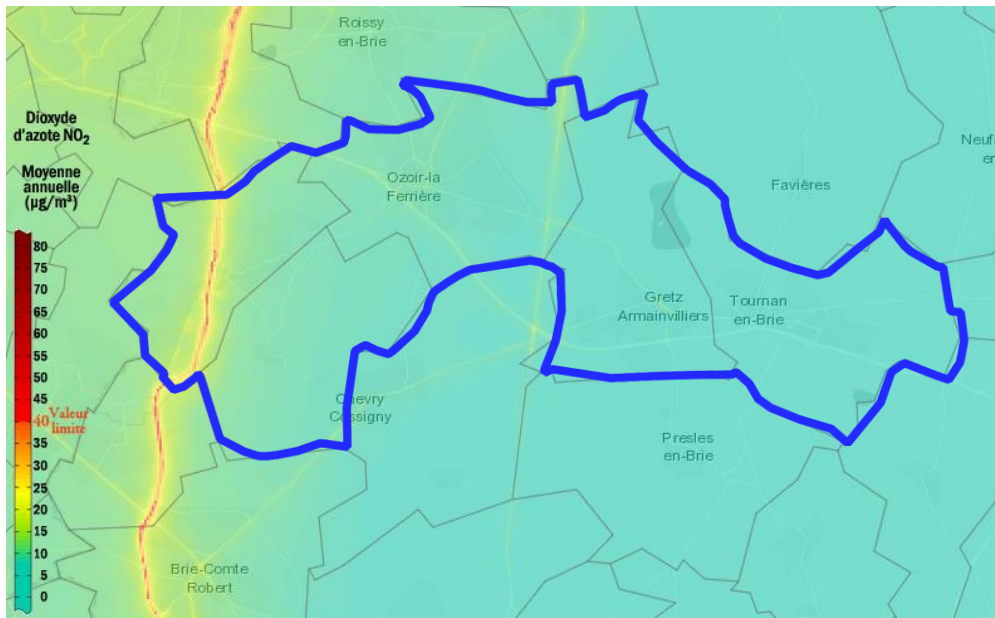 Roissy
en-Brie
Dioxyde
d'azote NO₂
Moyenne
annuelle
(µg/m³)
Neuf
er
Ozoir-la
Ferrière
Favières
80
75
70
65
60
55
50
45
40 Valeur
limite
35
30
25
20
15
10
5
0
Gretz
Armainvilliers
Tournan
en-Brie
Chevry
Cossigny
Presles
en-Brie
Brie-Comte
Robert